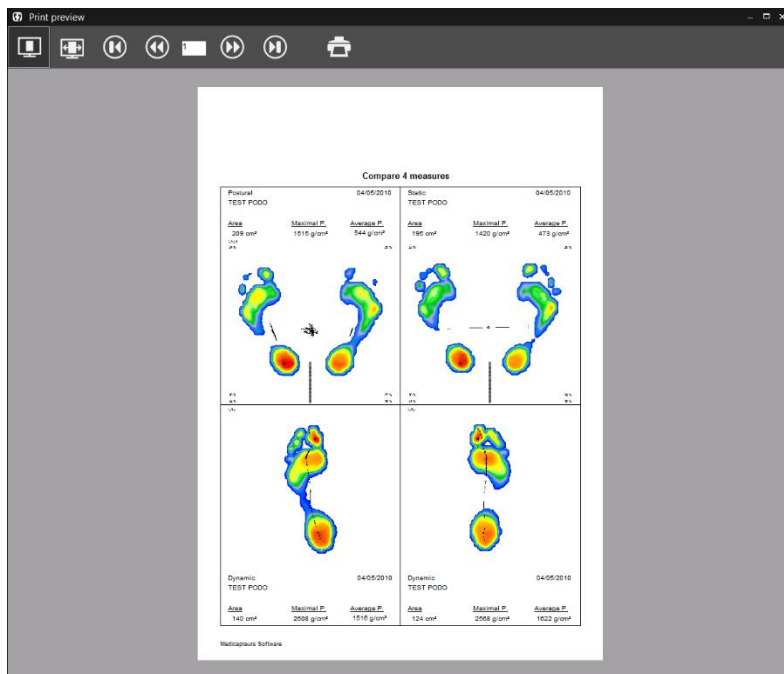 Print preview
1
Compare 4 measures
Postural 04/05/2010
TEST PODO
Area Maximal P. Average P.
209 cm² 1515 g/cm² 544 g/cm²
Static 04/05/2010
TEST PODO
Area Maximal P. Average P.
195 cm² 1420 g/cm² 473 g/cm²
Dynamic 04/05/2010
TEST PODO
Area Maximal P. Average P.
140 cm² 2508 g/cm² 1516 g/cm²
Dynamic 04/05/2010
TEST PODO
Area Maximal P. Average P.
124 cm² 2568 g/cm² 1622 g/cm²
Medicapteurs Software